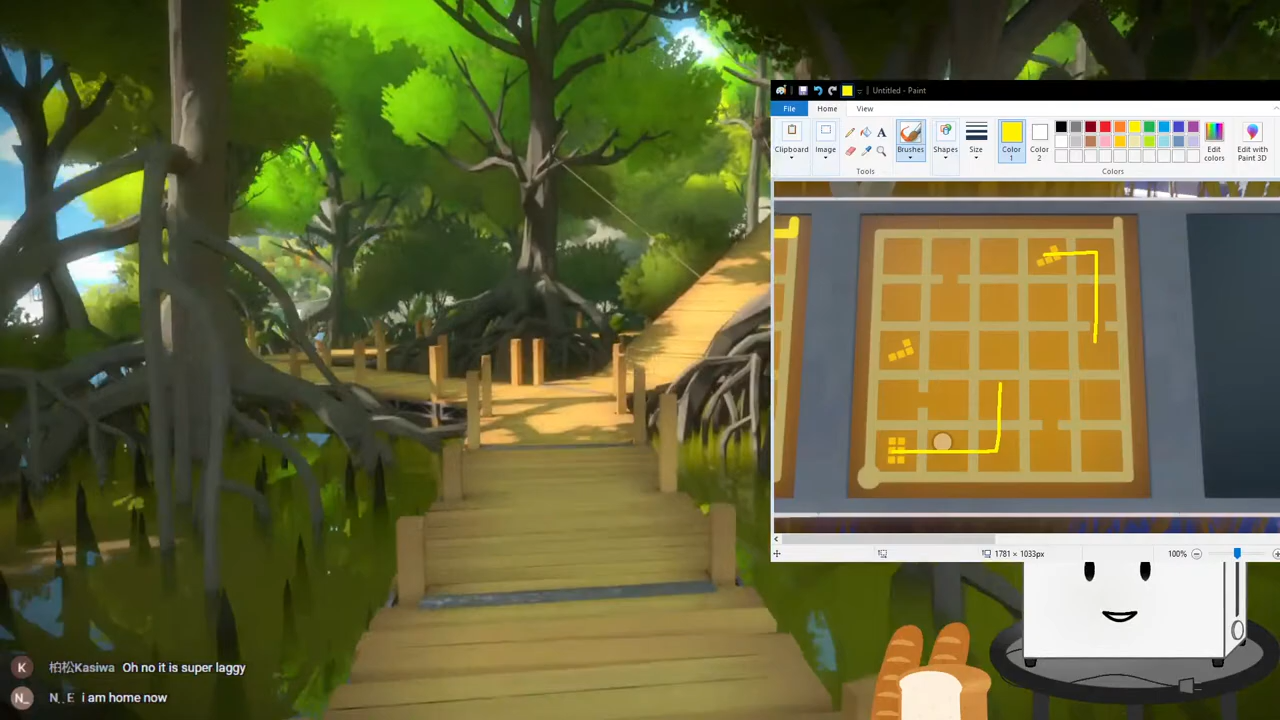 Untitled - Paint
File
Home
View
Clipboard
Image
A
Tools
Brushes
Shapes
Size
Color 1
Color 2
Edit colors
Edit with Paint 3D
Colors
1781 × 1033px
100%
K 柏松Kasiwa Oh no it is super laggy
N_ N_ E i am home now